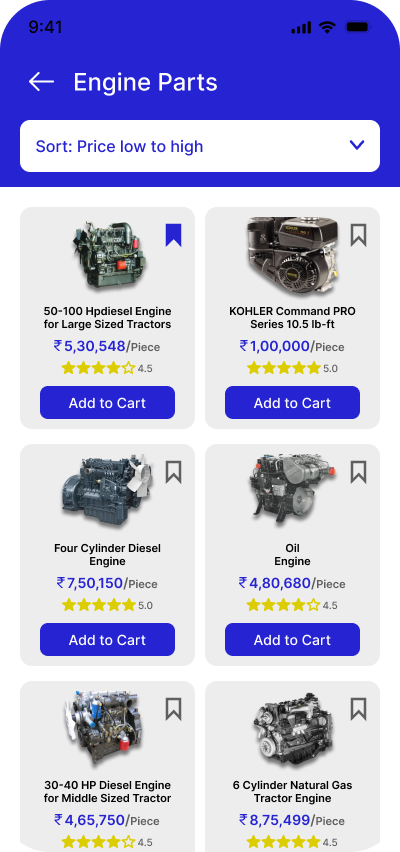 9:41
Engine Parts
Sort: Price low to high
50-100 Hpdiesel Engine
for Large Sized Tractors
₹5,30,548/Piece
4.5
Add to Cart
KOHLER Command PRO
Series 10.5 lb-ft
₹1,00,000/Piece
5.0
Add to Cart
Four Cylinder Diesel
Engine
₹7,50,150/Piece
5.0
Add to Cart
Oil
Engine
₹4,80,680/Piece
4.5
Add to Cart
30-40 HP Diesel Engine
for Middle Sized Tractor
₹4,65,750/Piece
4.5
6 Cylinder Natural Gas
Tractor Engine
₹8,75,499/Piece
4.5